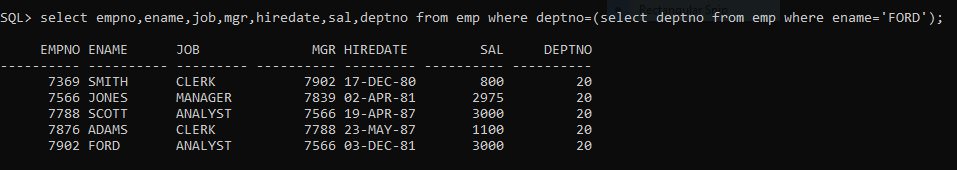 SQL> select empno,ename,job,mgr,hiredate,sal,deptno from emp where deptno=(select deptno from emp where ename='FORD');
EMPNO ENAME JOB MGR HIREDATE SAL DEPTNO
---------- ---------- --------- ---------- --------- ---------- ----------
7369 SMITH CLERK 7902 17-DEC-80 800 20
7566 JONES MANAGER 7839 02-APR-81 2975 20
7788 SCOTT ANALYST 7566 19-APR-87 3000 20
7876 ADAMS CLERK 7788 23-MAY-87 1100 20
7902 FORD ANALYST 7566 03-DEC-81 3000 20